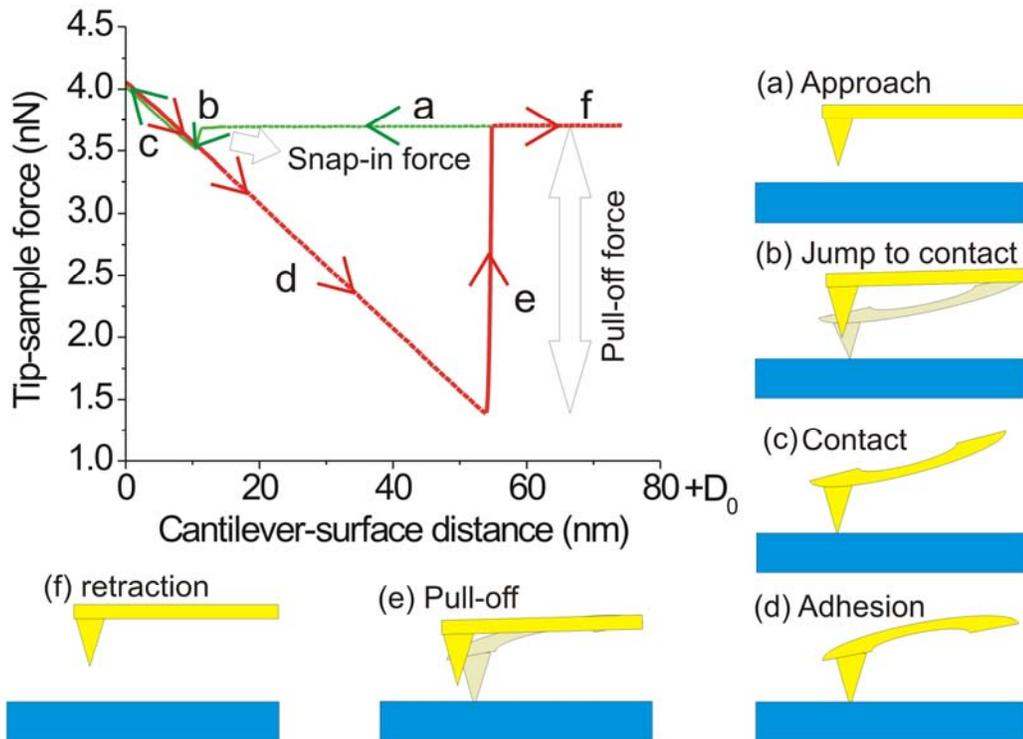 4.5
4.0
3.5
3.0
2.5
2.0
1.5
1.0
Tip-sample force (nN)
b
a
f
c
Snap-in force
d
e
Pull-off force
0
20
40
60
80 +D₀
Cantilever-surface distance (nm)
(a) Approach
(b) Jump to contact
(c) Contact
(d) Adhesion
(e) Pull-off
(f) retraction